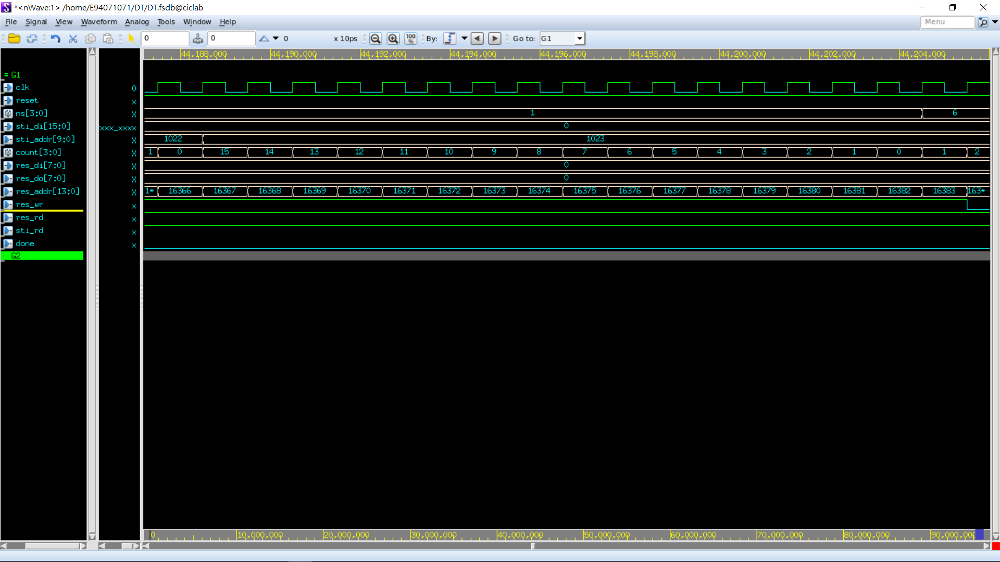 *<nWave:1> /home/E94071071/DT/DT.fsdb@ciclab
File Signal View Waveform Analog Tools Window Help Menu
0 0 0 x 10ps 100 % By: Go to: G1
44,188,000 44,190,000 44,192,000 44,194,000 44,196,000 44,198,000 44,200,000 44,202,000 44,204,000
= G1
clk 0
reset x
ns[3:0] X 1 6
sti_di[15:0] xxx_xxxx 0
sti_addr[9:0] X 1022 1023
count[3:0] X 1 0 15 14 13 12 11 10 9 8 7 6 5 4 3 2 1 0 1 2
res_di[7:0] X 0
res_do[7:0] X 0
res_addr[13:0] X 1* 16366 16367 16368 16369 16370 16371 16372 16373 16374 16375 16376 16377 16378 16379 16380 16381 16382 16383 163*
res_wr x
res_rd x
sti_rd x
done x
G2
0 10,000,000 20,000,000 30,000,000 40,000,000 50,000,000 60,000,000 70,000,000 80,000,000 90,000,000